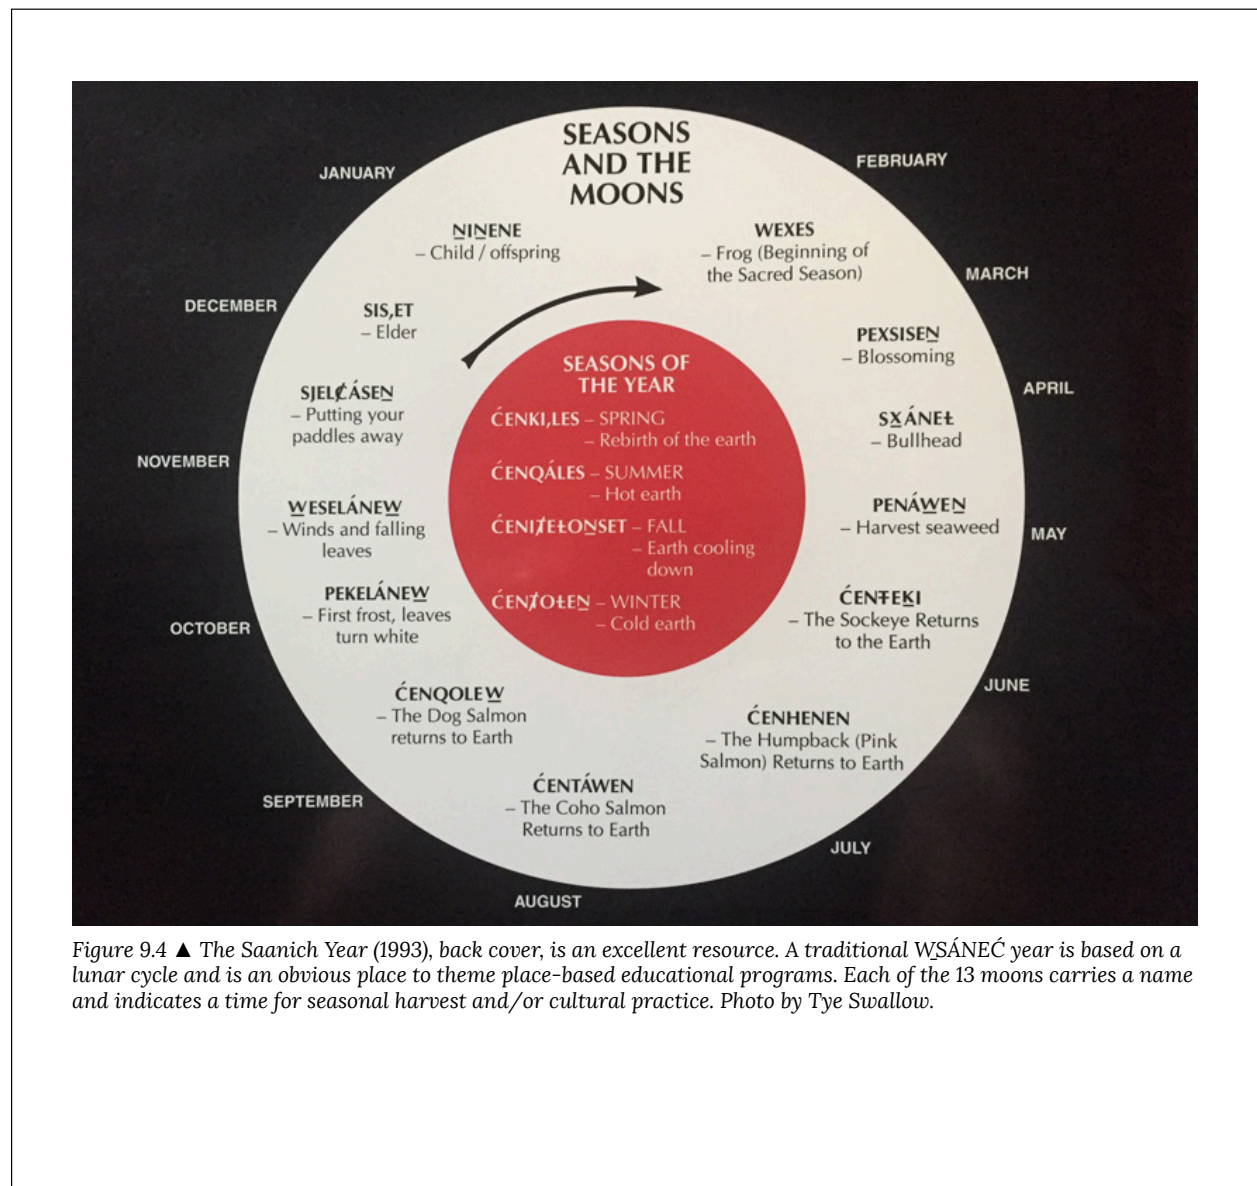 SEASONS
AND THE
MOONS
JANUARY
FEBRUARY
MARCH
APRIL
MAY
JUNE
JULY
AUGUST
SEPTEMBER
OCTOBER
NOVEMBER
DECEMBER
N̲IN̲ENE
– Child / offspring
WEXES
– Frog (Beginning of
the Sacred Season)
PEXSISEN̲
– Blossoming
SX̲ÁNEȽ
– Bullhead
PENÁW̲EN̲
– Harvest seaweed
ĆENŦEK̲I
– The Sockeye Returns
to the Earth
ĆENHENEN
– The Humpback (Pink
Salmon) Returns to Earth
ĆENTÁWEN
– The Coho Salmon
Returns to Earth
ĆENQOLEW̲
– The Dog Salmon
returns to Earth
PEKELÁNEW̲
– First frost, leaves
turn white
W̲ESELÁNEW̲
– Winds and falling
leaves
SJELȻÁSEN̲
– Putting your
paddles away
SIS,ET
– Elder
SEASONS OF
THE YEAR
ĆENKI,LES – SPRING
– Rebirth of the earth
ĆENQÁLES – SUMMER
– Hot earth
ĆENIȾEȽON̲SET – FALL
– Earth cooling
down
ĆENȾOȽEN̲ – WINTER
– Cold earth
Figure 9.4 ▲ The Saanich Year (1993), back cover, is an excellent resource. A traditional W̲SÁNEĆ year is based on a
lunar cycle and is an obvious place to theme place-based educational programs. Each of the 13 moons carries a name
and indicates a time for seasonal harvest and/or cultural practice. Photo by Tye Swallow.